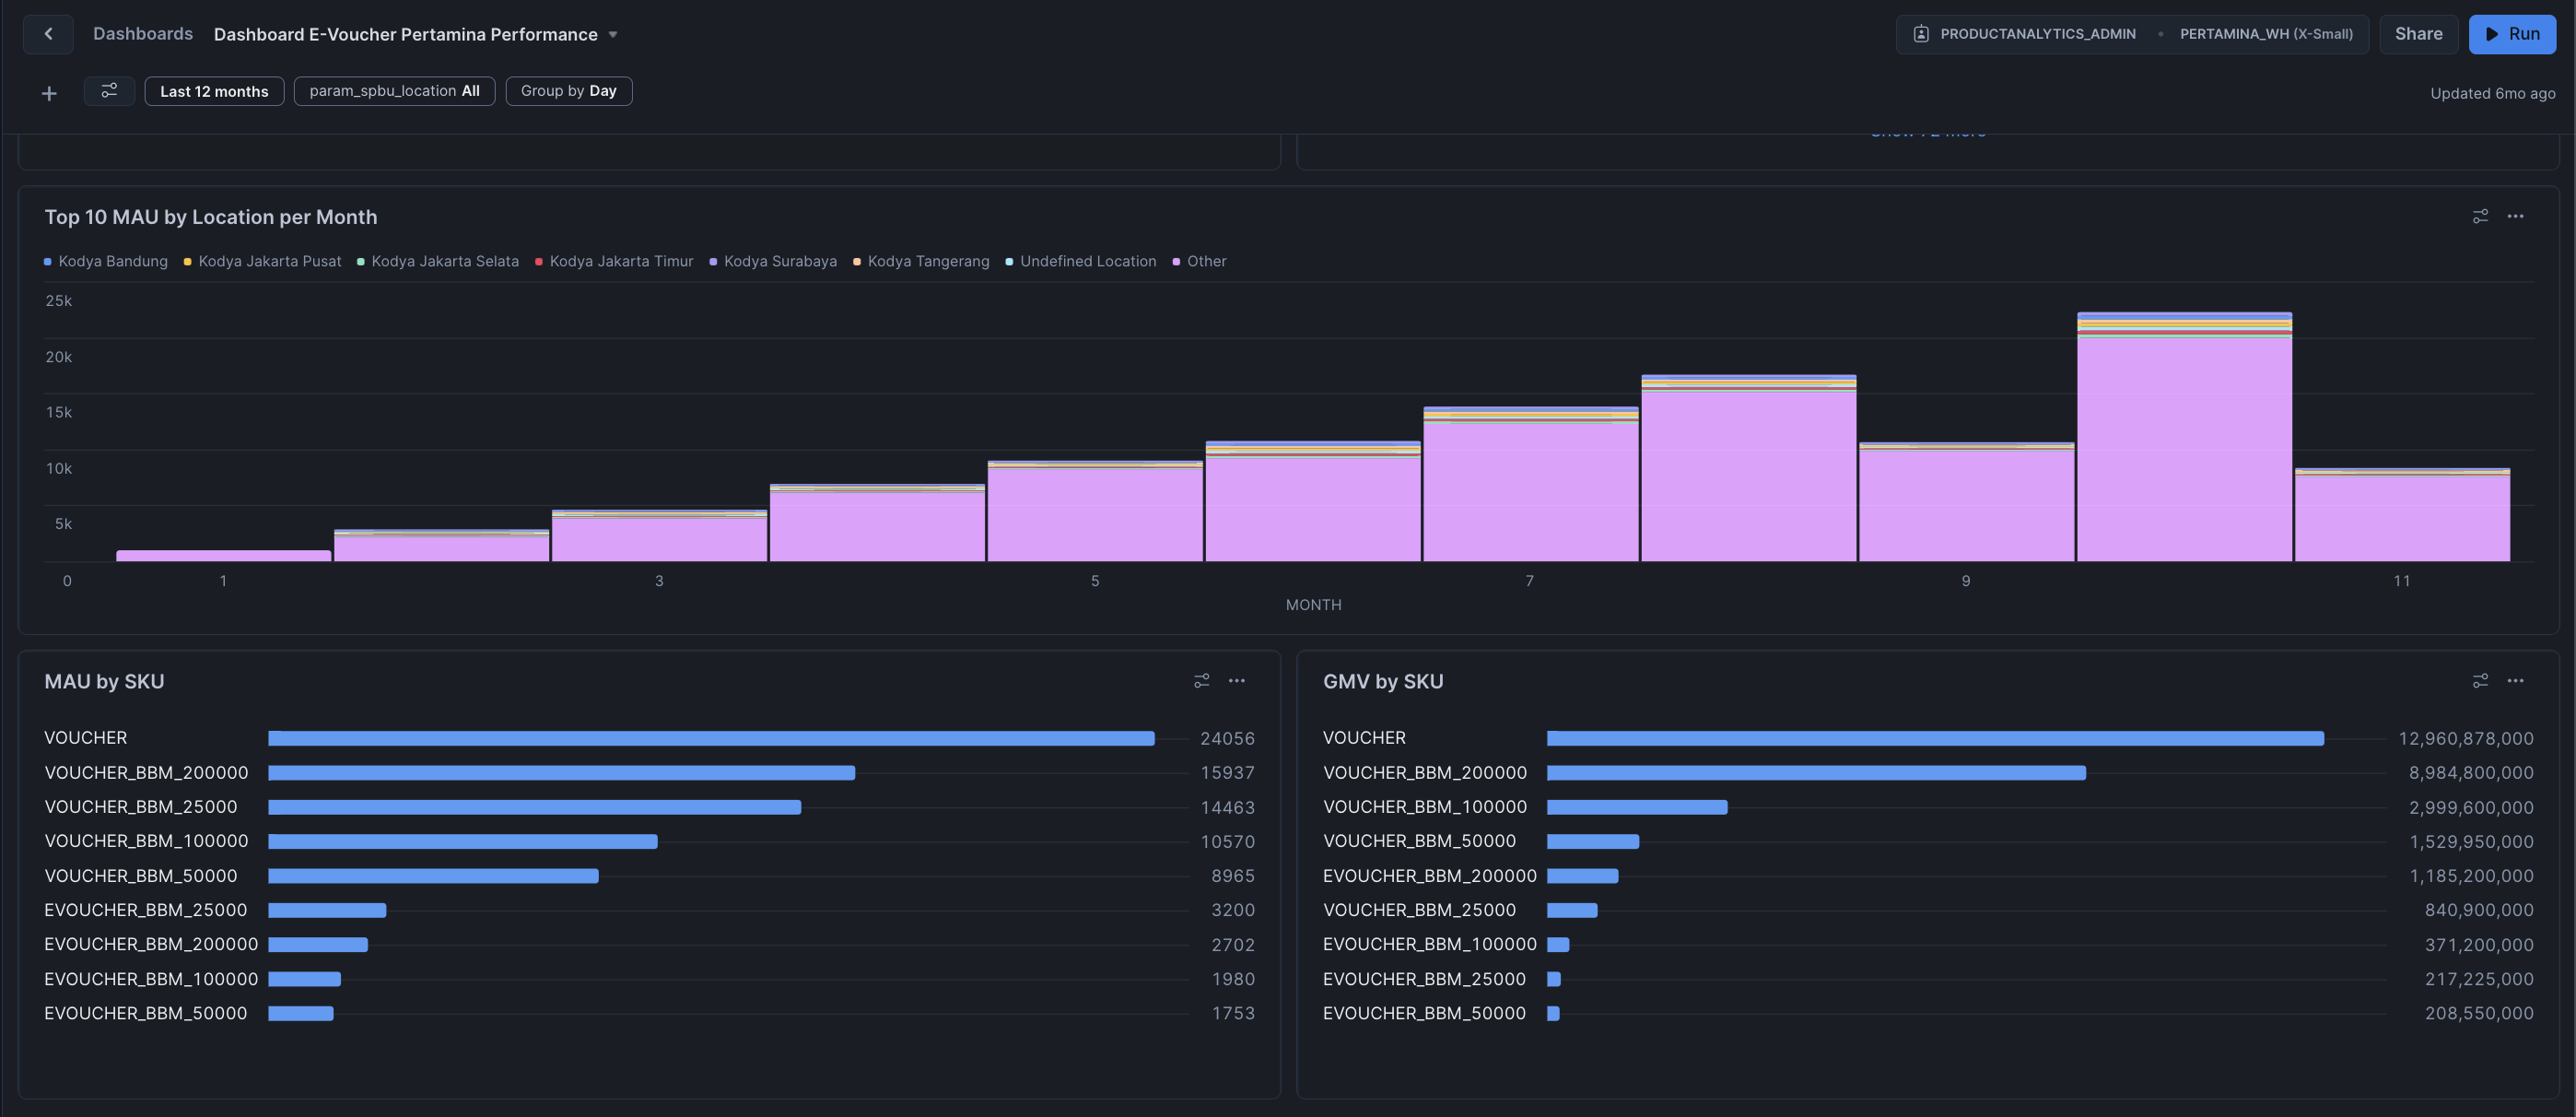 Dashboards Dashboard E-Voucher Pertamina Performance PRODUCTANALYTICS_ADMIN • PERTAMINA_WH (X-Small) Share Run
Last 12 months param_spbu_location All Group by Day Updated 6mo ago
Top 10 MAU by Location per Month
Kodya Bandung Kodya Jakarta Pusat Kodya Jakarta Selata Kodya Jakarta Timur Kodya Surabaya Kodya Tangerang Undefined Location Other
25k
20k
15k
10k
5k
0 1 3 5 7 9 11
MONTH
MAU by SKU
VOUCHER 24056
VOUCHER_BBM_200000 15937
VOUCHER_BBM_25000 14463
VOUCHER_BBM_100000 10570
VOUCHER_BBM_50000 8965
EVOUCHER_BBM_25000 3200
EVOUCHER_BBM_200000 2702
EVOUCHER_BBM_100000 1980
EVOUCHER_BBM_50000 1753
GMV by SKU
VOUCHER 12,960,878,000
VOUCHER_BBM_200000 8,984,800,000
VOUCHER_BBM_100000 2,999,600,000
VOUCHER_BBM_50000 1,529,950,000
EVOUCHER_BBM_200000 1,185,200,000
VOUCHER_BBM_25000 840,900,000
EVOUCHER_BBM_100000 371,200,000
EVOUCHER_BBM_25000 217,225,000
EVOUCHER_BBM_50000 208,550,000